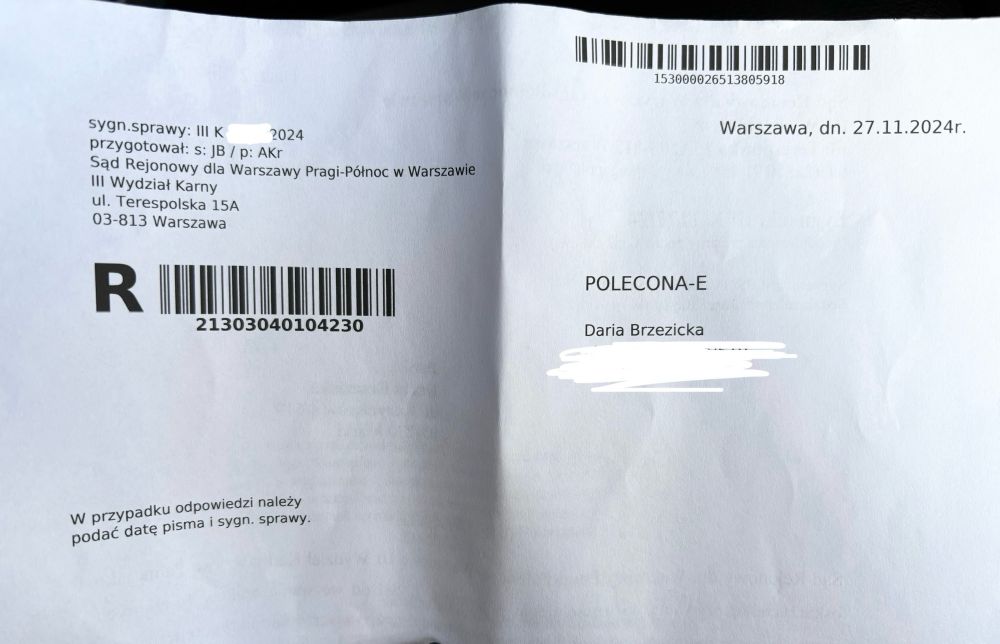 153000026513805918
Warszawa, dn. 27.11.2024r.
sygn.sprawy: III K 2024
przygotował: s: JB / p: AKr
Sąd Rejonowy dla Warszawy Pragi-Północ w Warszawie
III Wydział Karny
ul. Terespolska 15A
03-813 Warszawa
R
21303040104230
POLECONA-E
Daria Brzezicka
W przypadku odpowiedzi należy
podać datę pisma i sygn. sprawy.